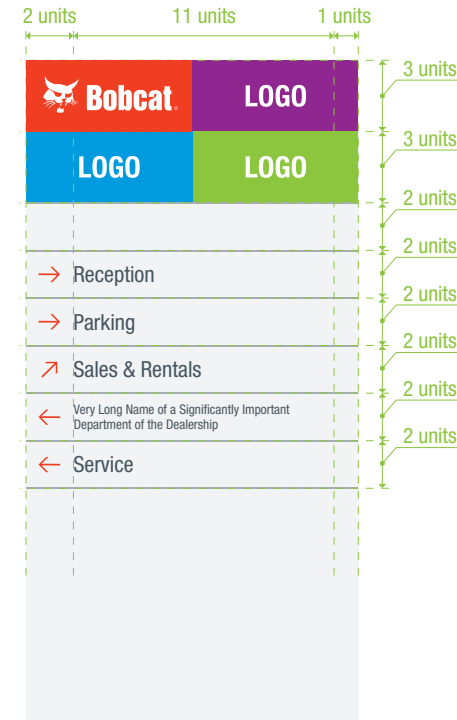 2 units 11 units 1 units
3 units
Bobcat. LOGO
3 units
LOGO LOGO
2 units
2 units
Reception
2 units
Parking
2 units
Sales & Rentals
2 units
Very Long Name of a Significantly Important
Department of the Dealership
2 units
Service